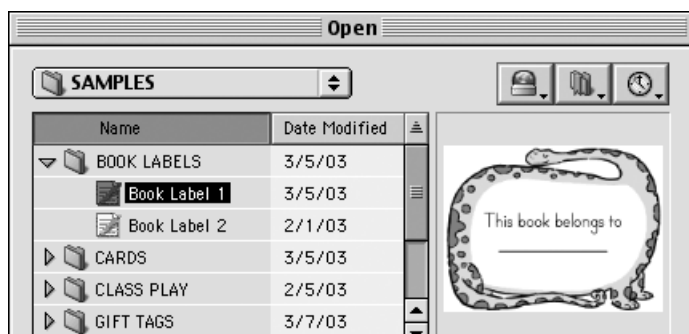 Open
SAMPLES
Name Date Modified
BOOK LABELS 3/5/03
Book Label 1 3/5/03
Book Label 2 2/1/03
CARDS 3/5/03
CLASS PLAY 2/5/03
GIFT TAGS 3/7/03
This book belongs to